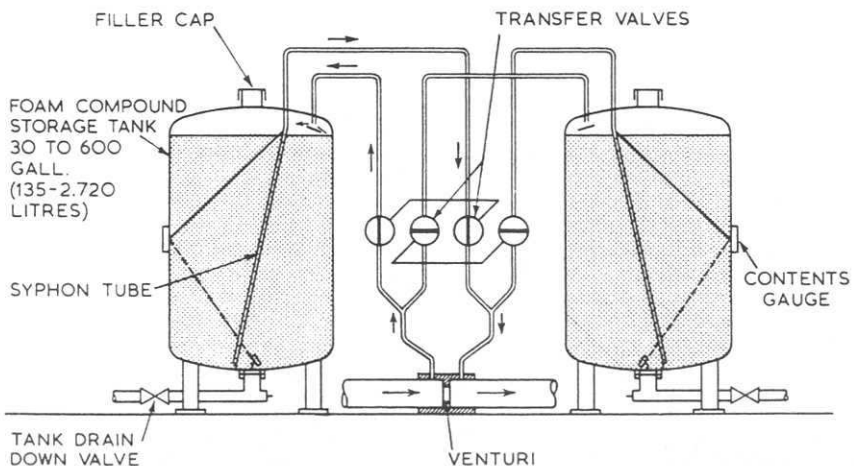 FILLER CAP
TRANSFER VALVES
FOAM COMPOUND
STORAGE TANK
30 TO 600
GALL.
(135-2.720
LITRES)
SYPHON TUBE
CONTENTS
GAUGE
TANK DRAIN
DOWN VALVE
VENTURI